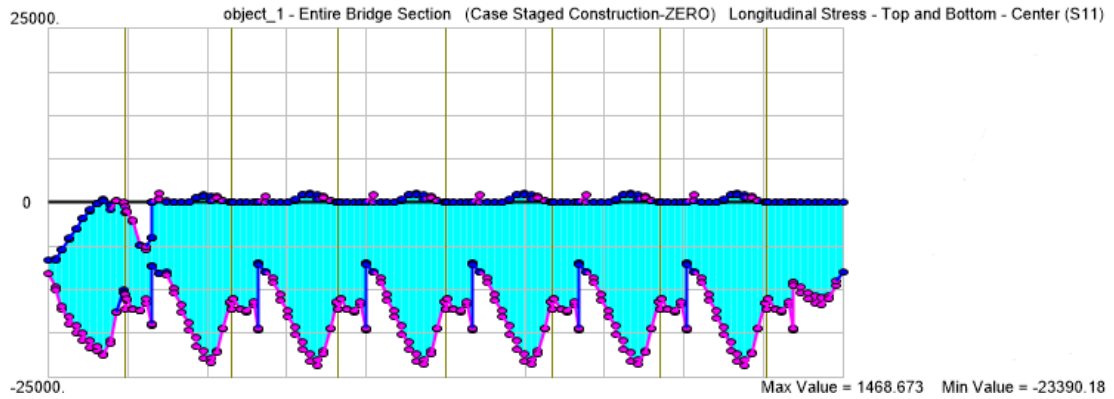 25000. object_1 - Entire Bridge Section (Case Staged Construction-ZERO) Longitudinal Stress - Top and Bottom - Center (S11)
0
-25000. Max Value = 1468.673 Min Value = -23390.18